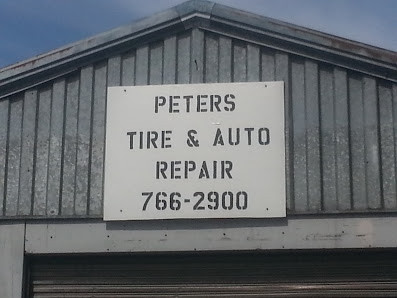 PETERS
TIRE & AUTO
REPAIR
766-2900